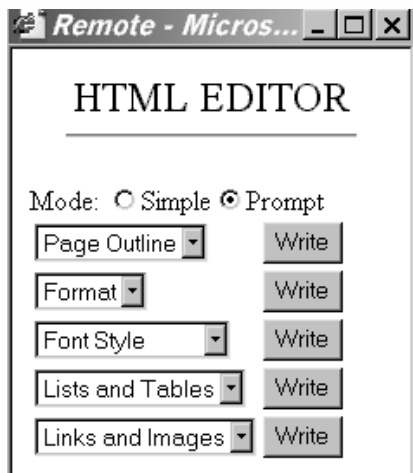 Remote - Micros...
HTML EDITOR
Mode: Simple Prompt
Page Outline Write
Format Write
Font Style Write
Lists and Tables Write
Links and Images Write